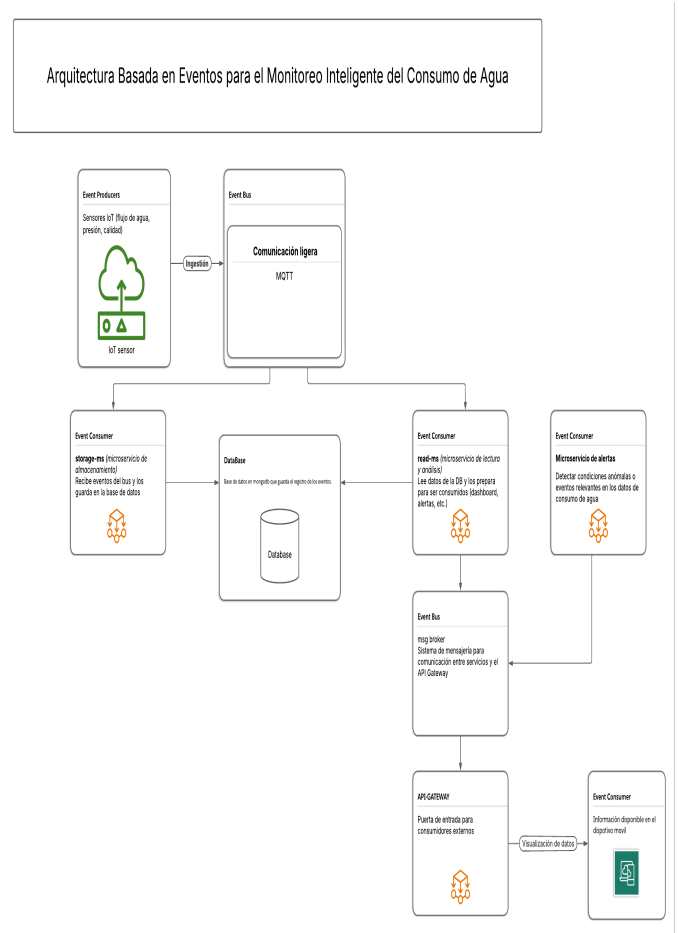 Arquitectura Basada en Eventos para el Monitoreo Inteligente del Consumo de Agua
Event Producers
Sensores IoT (flujo de agua,
presión, calidad)
IoT sensor
Ingestión
Event Bus
Comunicación ligera
MQTT
Event Consumer
storage-ms (microservicio de
almacenamiento)
Recibe eventos del bus y los
guarda en la base de datos
DataBase
Base de datos en mongodb que guarda el registro de los eventos.
Database
Event Consumer
read-ms (microservicio de lectura
y análisis)
Lee datos de la DB y los prepara
para ser consumidos (dashboard,
alertas, etc.)
Event Consumer
Microservicio de alertas
Detectar condiciones anómalas o
eventos relevantes en los datos de
consumo de agua
Event Bus
msg broker
Sistema de mensajería para
comunicación entre servicios y el
API Gateway
API-GATEWAY
Puerta de entrada para
consumidores externos
Visualización de datos
Event Consumer
Información disponible en el
dispotivo movil